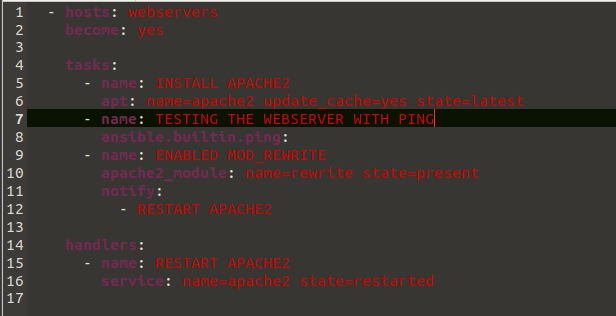 1 - hosts: webservers
2   become: yes
3
4   tasks:
5     - name: INSTALL APACHE2
6       apt: name=apache2 update_cache=yes state=latest
7     - name: TESTING THE WEBSERVER WITH PING
8       ansible.builtin.ping:
9     - name: ENABLED MOD_REWRITE
10       apache2_module: name=rewrite state=present
11       notify:
12         - RESTART APACHE2
13
14   handlers:
15     - name: RESTART APACHE2
16       service: name=apache2 state=restarted
17